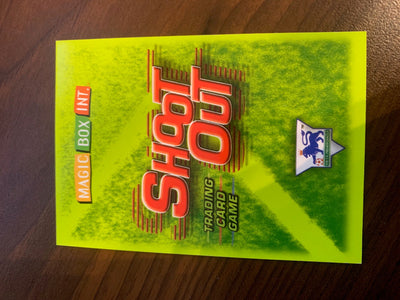 MAGIC BOX INT.
SHOOT
OUT
TRADING
CARD
GAME